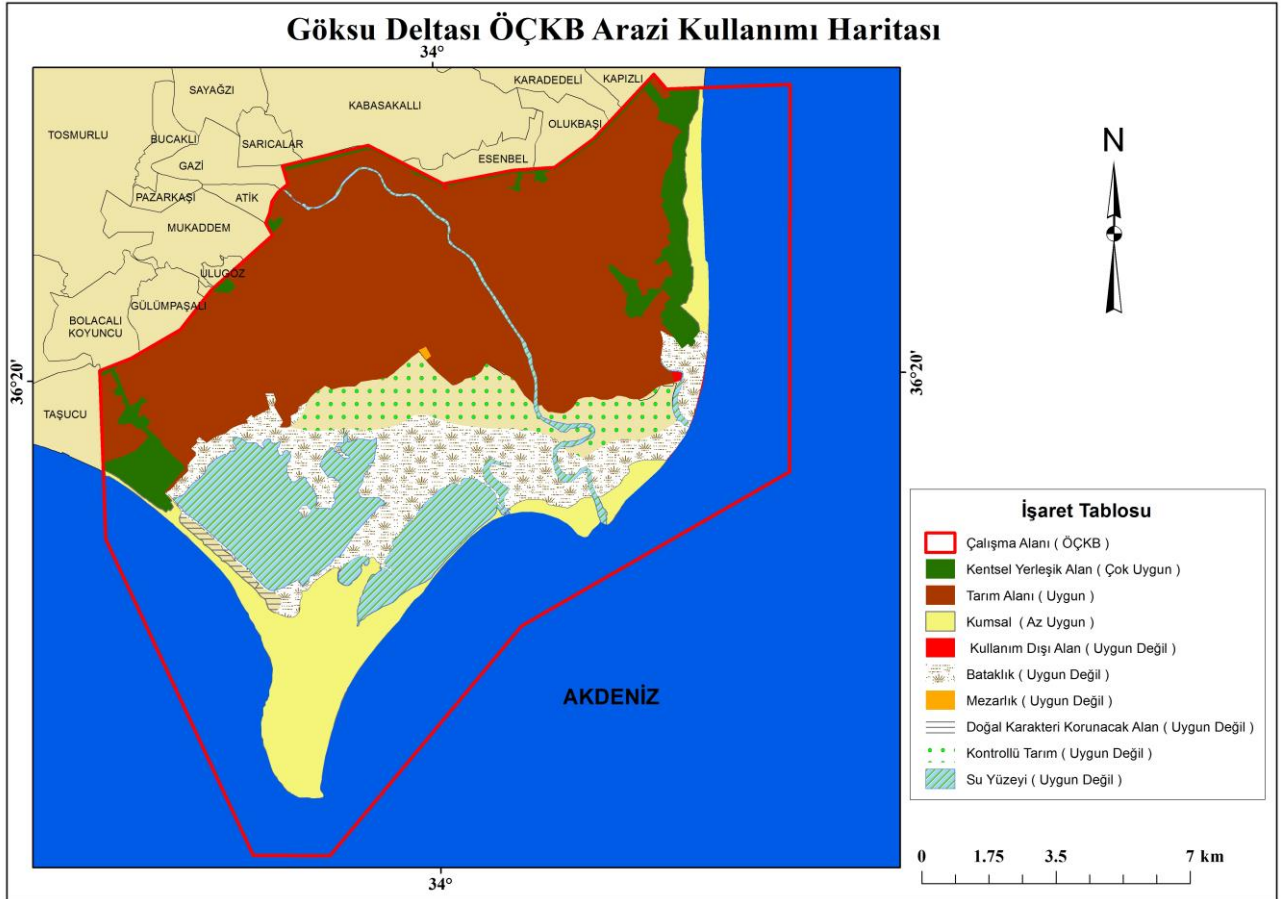 Göksu Deltası ÖÇKB Arazi Kullanımı Haritası
34°
SAYAĞZI
KARADEDELİ
KAPIZLI
KABASAKALLI
TOSMURLU
BUCAKLI
SARICALAR
OLUKBAŞI
GAZİ
ESENBEL
PAZARKAŞI
ATİK
MUKADDEM
ULUGÖZ
GÜLÜMPAŞALI
BOLACALI
KOYUNCU
TAŞUCU
36°20'
36°20'
N
AKDENİZ
34°
İşaret Tablosu
Çalışma Alanı ( ÖÇKB )
Kentsel Yerleşik Alan ( Çok Uygun )
Tarım Alanı ( Uygun )
Kumsal ( Az Uygun )
Kullanım Dışı Alan ( Uygun Değil )
Bataklık ( Uygun Değil )
Mezarlık ( Uygun Değil )
Doğal Karakteri Korunacak Alan ( Uygun Değil )
Kontrollü Tarım ( Uygun Değil )
Su Yüzeyi ( Uygun Değil )
0 1.75 3.5 7 km